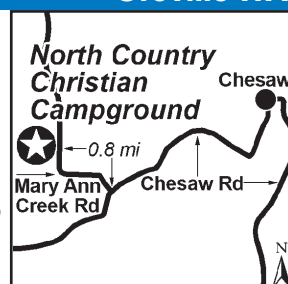 North Country
Christian
Campground
Chesaw
0.8 mi
Mary Ann
Creek Rd
Chesaw Rd
N